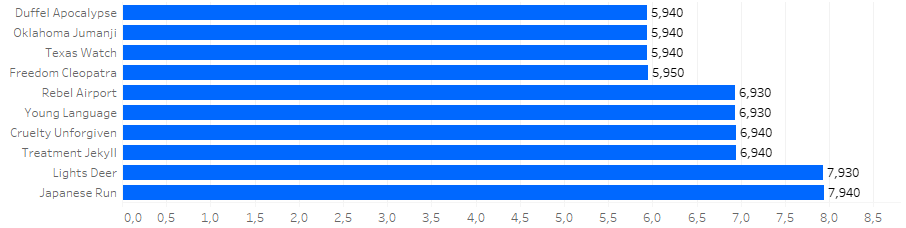 Duffel Apocalypse 5,940
Oklahoma Jumanji 5,940
Texas Watch 5,940
Freedom Cleopatra 5,950
Rebel Airport 6,930
Young Language 6,930
Cruelty Unforgiven 6,940
Treatment Jekyll 6,940
Lights Deer 7,930
Japanese Run 7,940
0,0 0,5 1,0 1,5 2,0 2,5 3,0 3,5 4,0 4,5 5,0 5,5 6,0 6,5 7,0 7,5 8,0 8,5